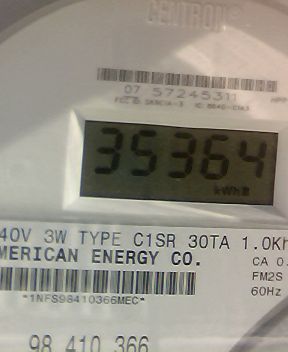 CENTRON®
07 57245311
35364
kWh
40V 3W TYPE C1SR 30TA 1.0Kh
MERICAN ENERGY CO.
CA 0.
*1NFS98410366MEC*
FM2S
60Hz
98 410 366